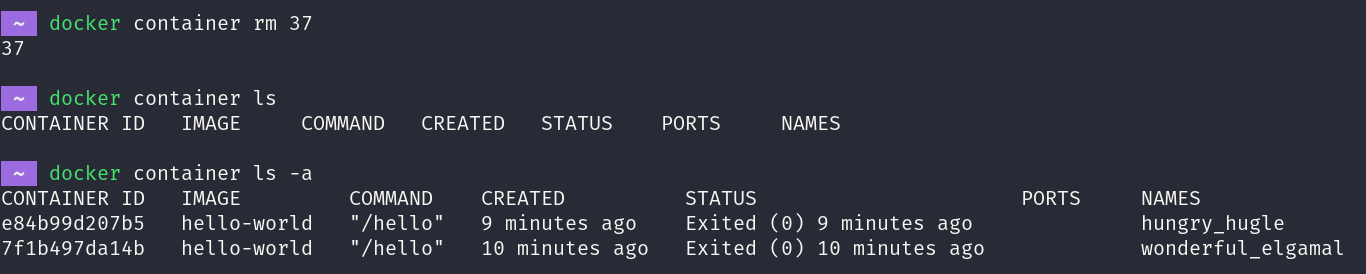 ~ docker container rm 37
37
~ docker container ls
CONTAINER ID IMAGE COMMAND CREATED STATUS PORTS NAMES
~ docker container ls -a
CONTAINER ID IMAGE COMMAND CREATED STATUS PORTS NAMES
e84b99d207b5 hello-world "/hello" 9 minutes ago Exited (0) 9 minutes ago hungry_hugle
7f1b497da14b hello-world "/hello" 10 minutes ago Exited (0) 10 minutes ago wonderful_elgamal